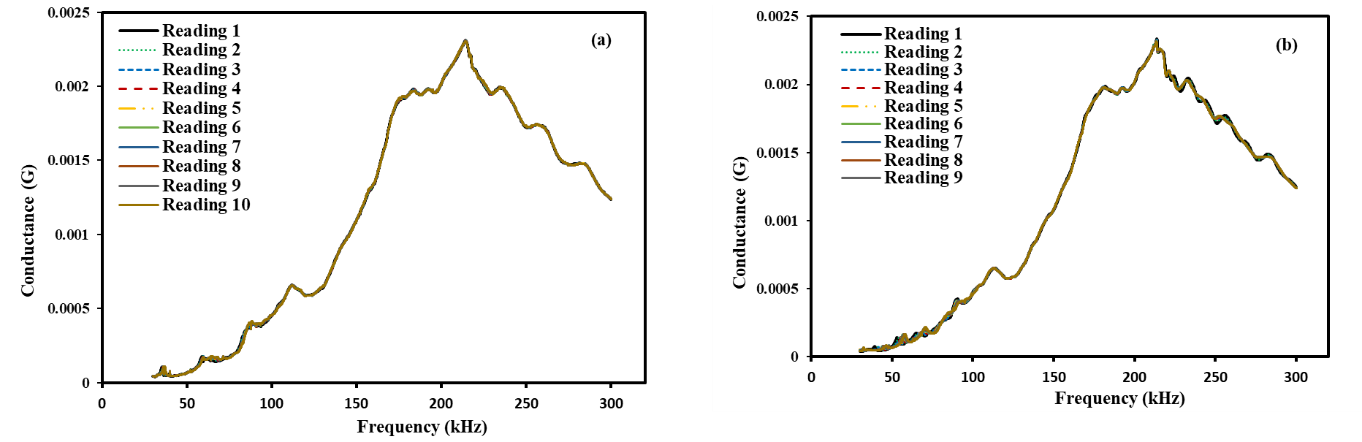 0.0025
0.002
0.0015
0.001
0.0005
0
Conductance (G)
Reading 1
Reading 2
Reading 3
Reading 4
Reading 5
Reading 6
Reading 7
Reading 8
Reading 9
Reading 10
(a)
0 50 100 150 200 250 300
Frequency (kHz)
0.0025
0.002
0.0015
0.001
0.0005
0
Conductance (G)
Reading 1
Reading 2
Reading 3
Reading 4
Reading 5
Reading 6
Reading 7
Reading 8
Reading 9
(b)
0 50 100 150 200 250 300
Frequency (kHz)